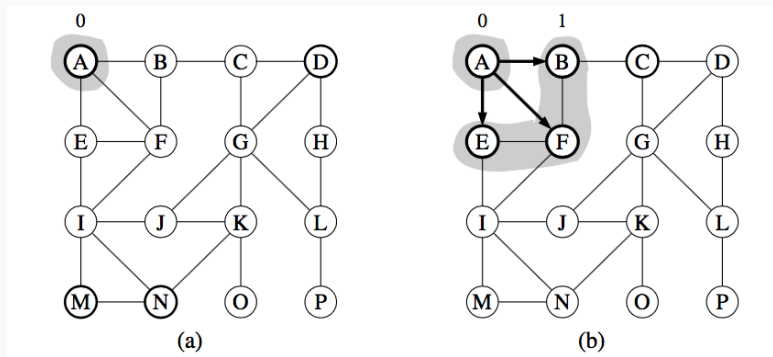 0 0 1
A B C D A B C D
E F G H E F G H
I J K L I J K L
M N O P M N O P
(a) (b)